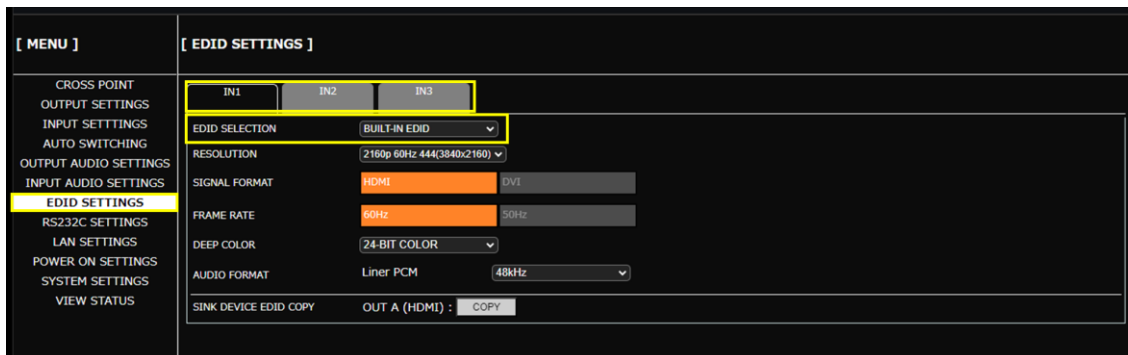 [ MENU ]
[ EDID SETTINGS ]
CROSS POINT
OUTPUT SETTINGS
INPUT SETTTINGS
AUTO SWITCHING
OUTPUT AUDIO SETTINGS
INPUT AUDIO SETTINGS
EDID SETTINGS
RS232C SETTINGS
LAN SETTINGS
POWER ON SETTINGS
SYSTEM SETTINGS
VIEW STATUS
IN1 IN2 IN3
EDID SELECTION BUILT-IN EDID
RESOLUTION 2160p 60Hz 444(3840x2160)
SIGNAL FORMAT HDMI DVI
FRAME RATE 60Hz 50Hz
DEEP COLOR 24-BIT COLOR
AUDIO FORMAT Liner PCM 48kHz
SINK DEVICE EDID COPY OUT A (HDMI) : COPY